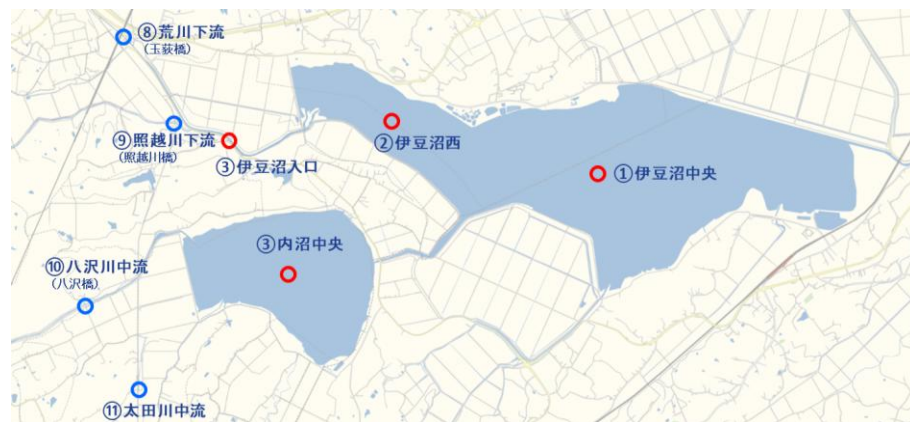 ⑧荒川下流
(玉荻橋)
②伊豆沼西
⑨照越川下流
(照越川橋)
③伊豆沼入口
①伊豆沼中央
③内沼中央
⑩八沢川中流
(八沢橋)
⑪太田川中流